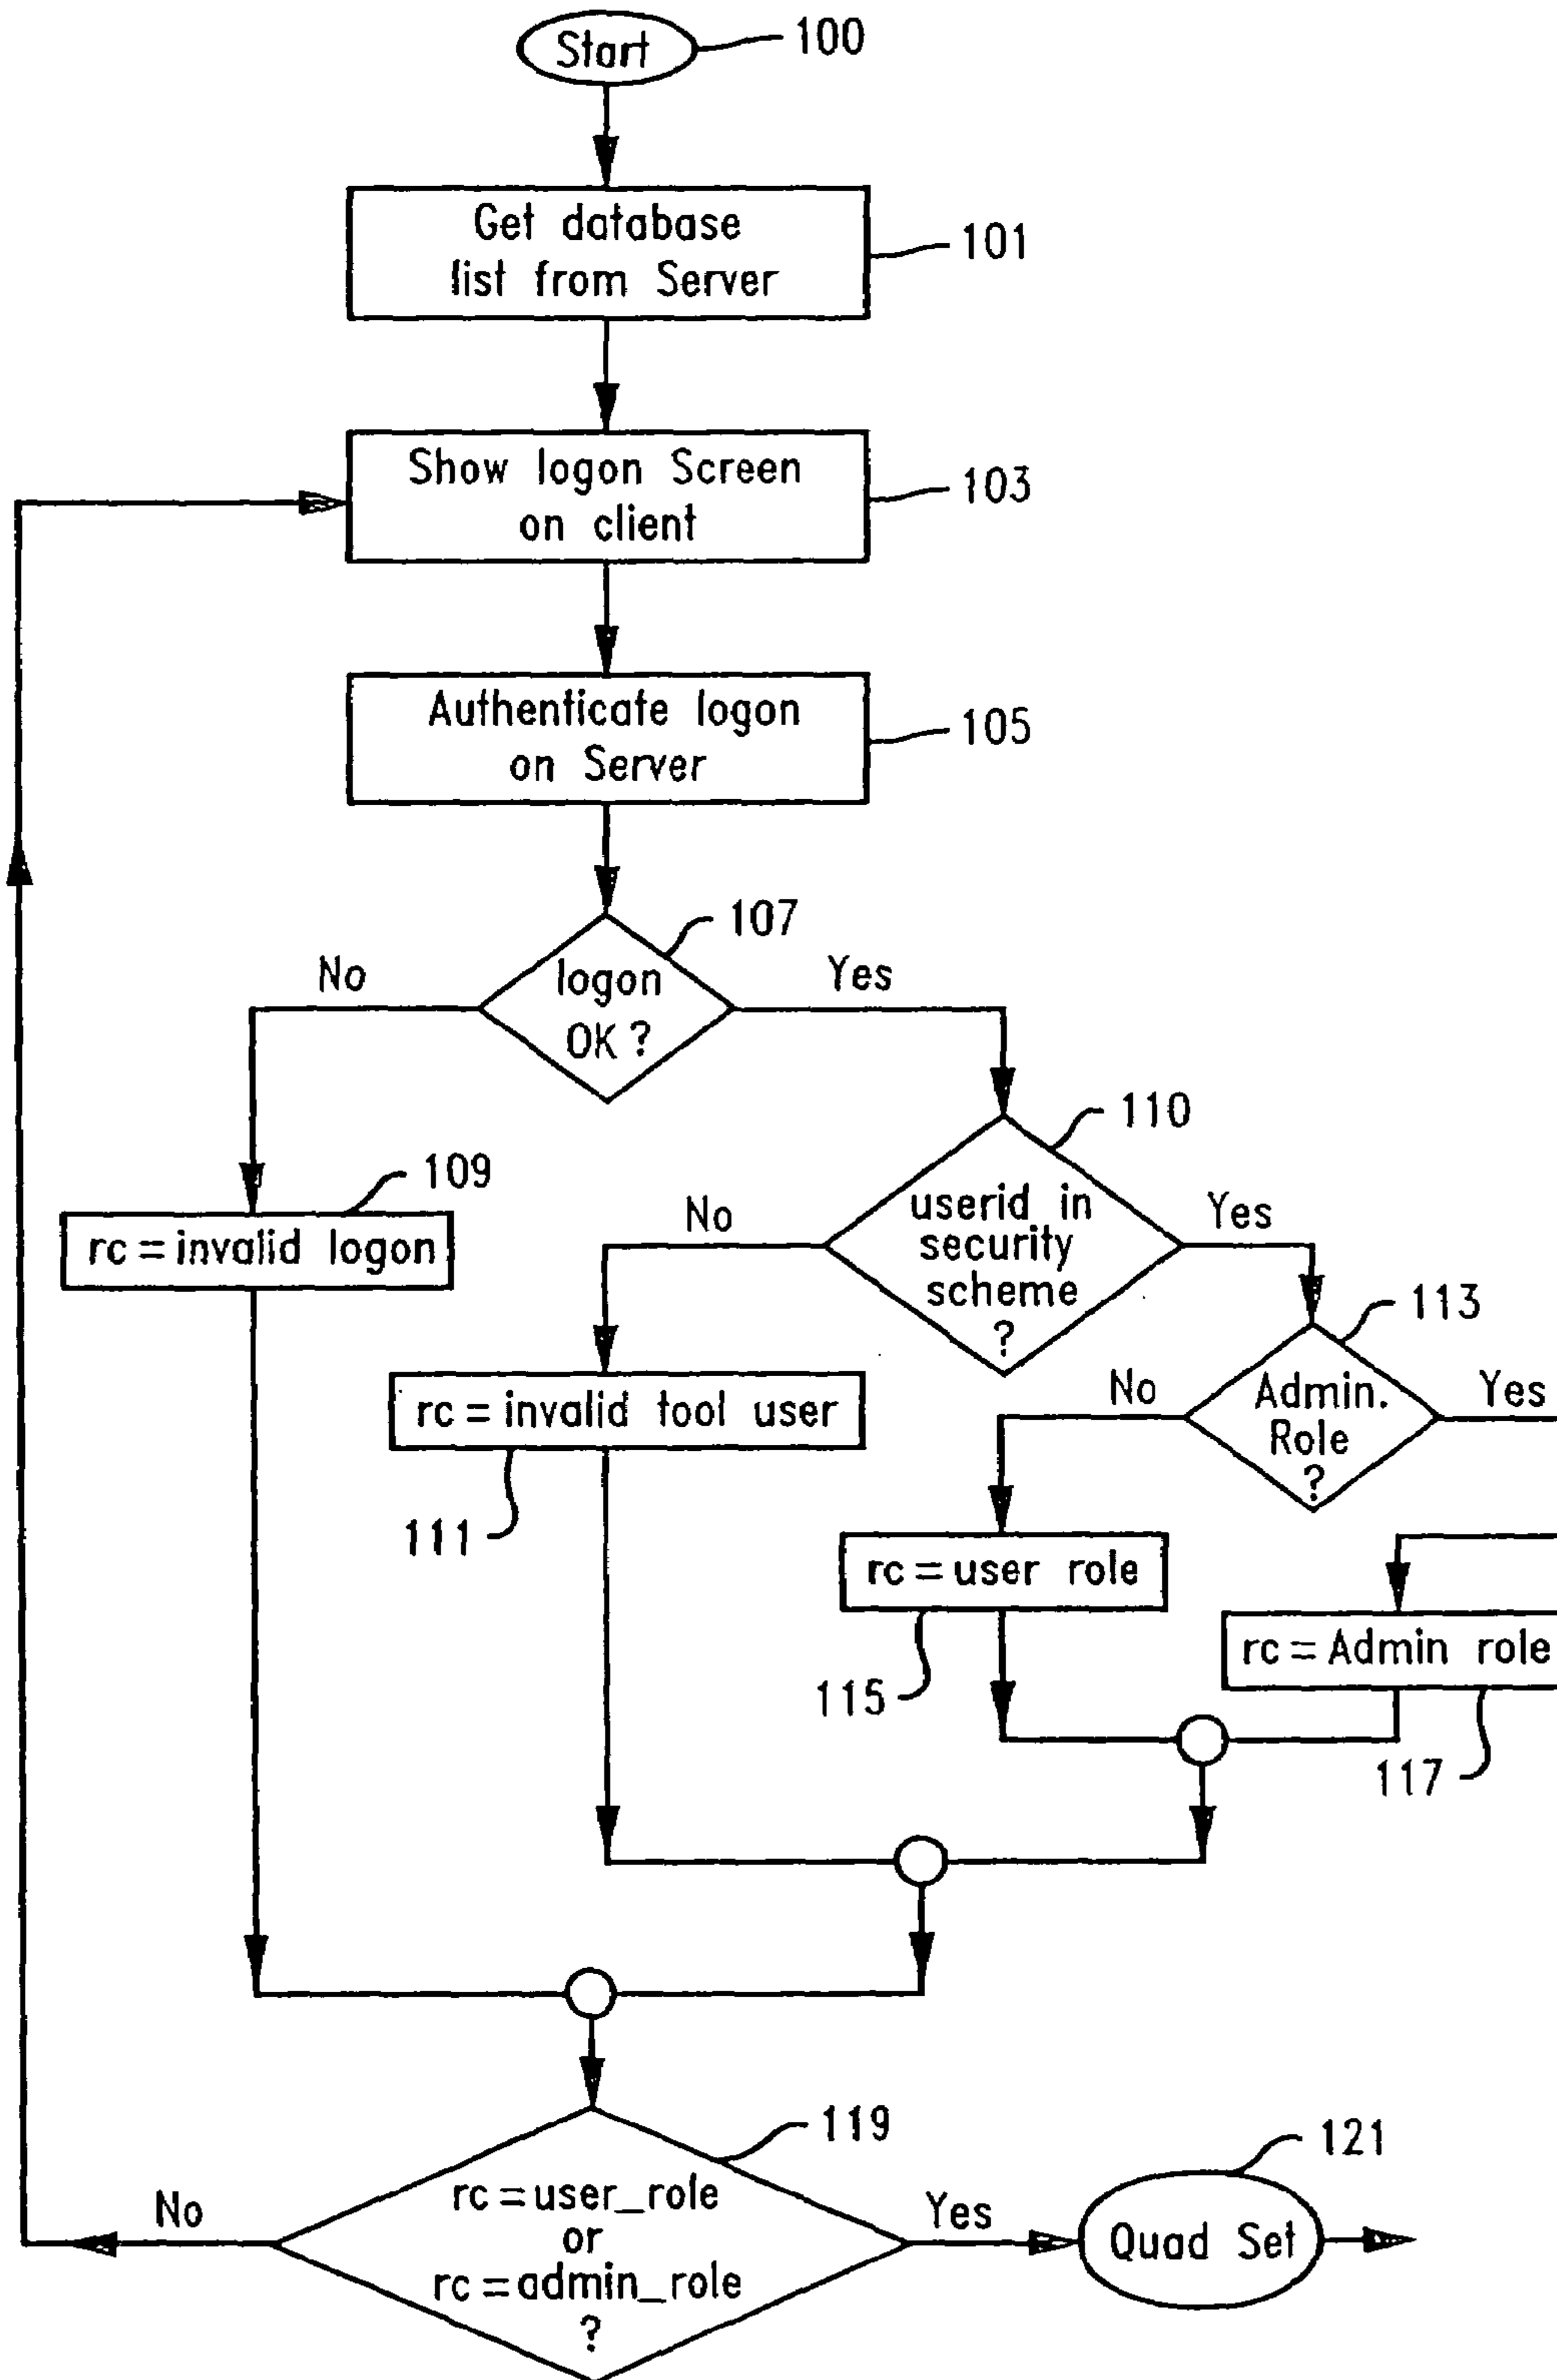 Start
100
Get database
list from Server
101
Show logon Screen
on client
103
Authenticate logon
on Server
105
107
No
logon
OK?
Yes
110
109
No
userid in
security
scheme
?
Yes
rc = invalid logon
113
No
Admin.
Role
?
Yes
rc = invalid tool user
111
rc = user role
115
rc = Admin role
117
119
121
No
rc = user_role
or
rc = admin_role
?
Yes
Quad Set